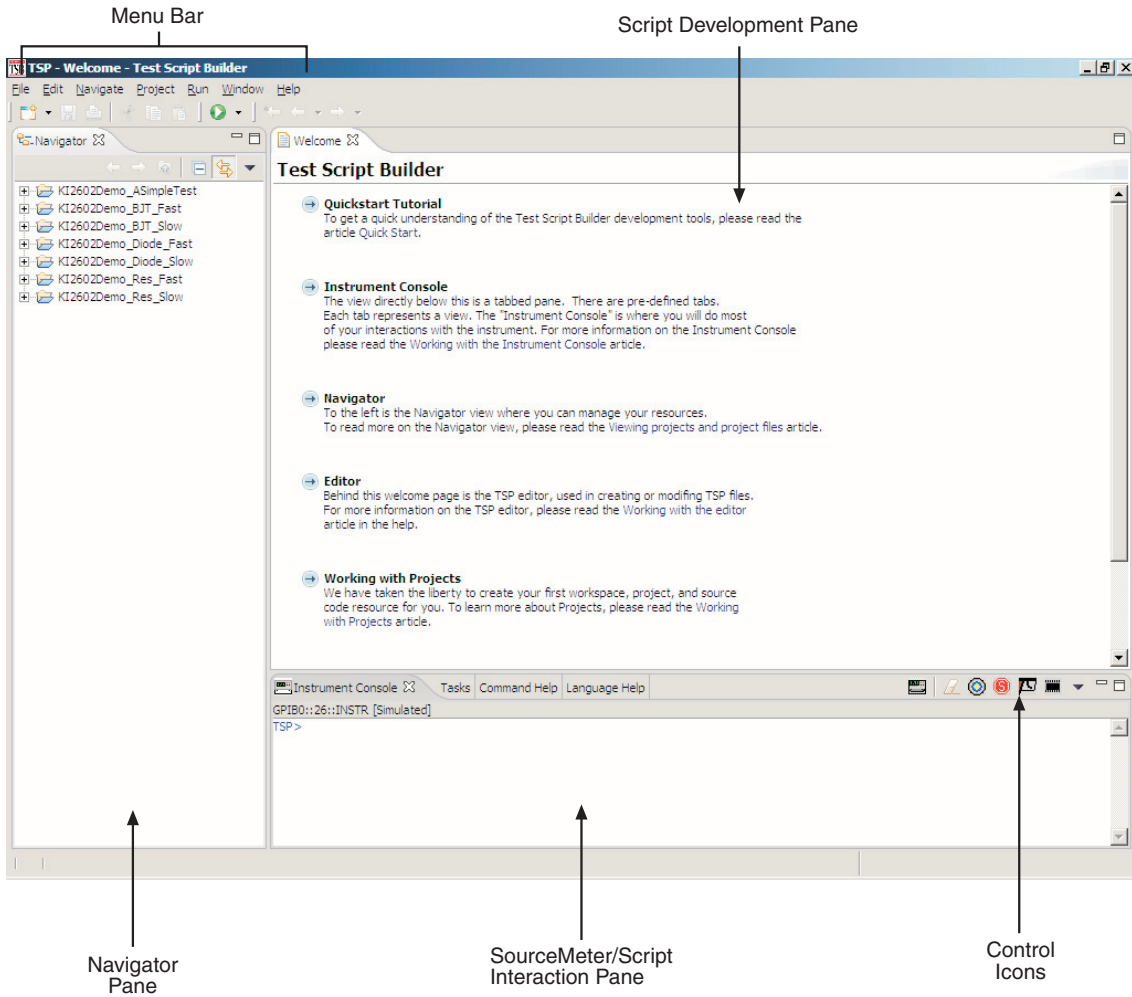 Menu Bar
Script Development Pane
TSP - Welcome - Test Script Builder
File Edit Navigate Project Run Window Help
Navigator
Welcome
Test Script Builder
KI2602Demo_ASimpleTest
KI2602Demo_BJT_Fast
KI2602Demo_BJT_Slow
KI2602Demo_Diode_Fast
KI2602Demo_Diode_Slow
KI2602Demo_Res_Fast
KI2602Demo_Res_Slow
Quickstart Tutorial
To get a quick understanding of the Test Script Builder development tools, please read the
article Quick Start.
Instrument Console
The view directly below this is a tabbed pane. There are pre-defined tabs.
Each tab represents a view. The "Instrument Console" is where you will do most
of your interactions with the instrument. For more information on the Instrument Console
please read the Working with the Instrument Console article.
Navigator
To the left is the Navigator view where you can manage your resources.
To read more on the Navigator view, please read the Viewing projects and project files article.
Editor
Behind this welcome page is the TSP editor, used in creating or modifing TSP files.
For more information on the TSP editor, please read the Working with the editor
article in the help.
Working with Projects
We have taken the liberty to create your first workspace, project, and source
code resource for you. To learn more about Projects, please read the Working
with Projects article.
Instrument Console Tasks Command Help Language Help
GPIB0::26::INSTR [Simulated]
TSP>
Navigator
Pane
SourceMeter/Script
Interaction Pane
Control
Icons